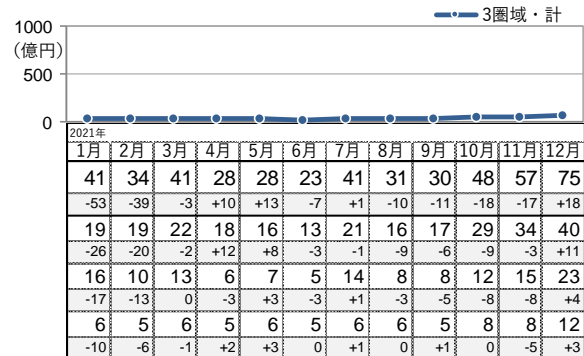 3圏域・計
1000
(億円)
500
0
2021年
1月 2月 3月 4月 5月 6月 7月 8月 9月 10月 11月 12月
41 34 41 28 28 23 41 31 30 48 57 75
-53 -39 -3 +10 +13 -7 +1 -10 -11 -18 -17 +18
19 19 22 18 16 13 21 16 17 29 34 40
-26 -20 -2 +12 +8 -3 -1 -9 -6 -9 -3 +11
16 10 13 6 7 5 14 8 8 12 15 23
-17 -13 0 -3 +3 -3 +1 -3 -5 -8 -8 +4
6 5 6 5 6 5 6 6 5 8 8 12
-10 -6 -1 +2 +3 0 +1 0 +1 0 -5 +3